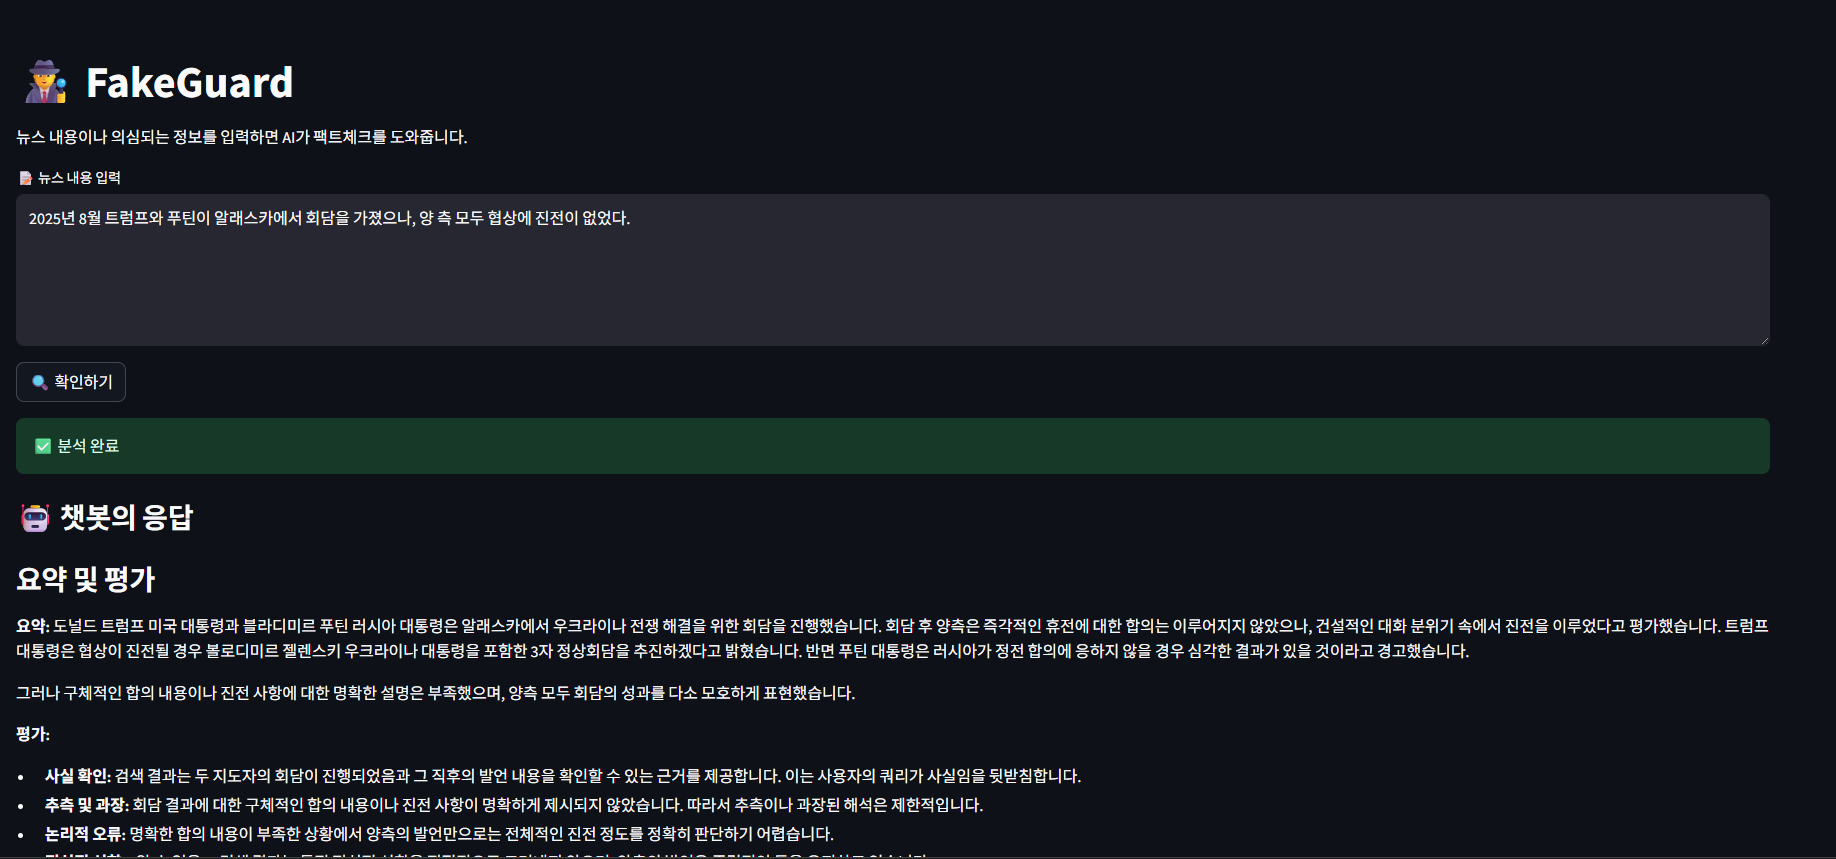 FakeGuard
뉴스 내용이나 의심되는 정보를 입력하면 AI가 팩트체크를 도와줍니다.
뉴스 내용 입력
2025년 8월 트럼프와 푸틴이 알래스카에서 회담을 가졌으나, 양 측 모두 협상에 진전이 없었다.
확인하기
분석 완료
챗봇의 응답
요약 및 평가
요약: 도널드 트럼프 미국 대통령과 블라디미르 푸틴 러시아 대통령은 알래스카에서 우크라이나 전쟁 해결을 위한 회담을 진행했습니다. 회담 후 양측은 즉각적인 휴전에 대한 합의는 이루어지지 않았으나, 건설적인 대화 분위기 속에서 진전을 이루었다고 평가했습니다. 트럼프
대통령은 협상이 진전될 경우 볼로디미르 젤렌스키 우크라이나 대통령을 포함한 3자 정상회담을 추진하겠다고 밝혔습니다. 반면 푸틴 대통령은 러시아가 정전 합의에 응하지 않을 경우 심각한 결과가 있을 것이라고 경고했습니다.
그러나 구체적인 합의 내용이나 진전 사항에 대한 명확한 설명은 부족했으며, 양측 모두 회담의 성과를 다소 모호하게 표현했습니다.
평가:
• 사실 확인: 검색 결과는 두 지도자의 회담이 진행되었음과 그 직후의 발언 내용을 확인할 수 있는 근거를 제공합니다. 이는 사용자의 쿼리가 사실임을 뒷받침합니다.
• 추측 및 과장: 회담 결과에 대한 구체적인 합의 내용이나 진전 사항이 명확하게 제시되지 않았습니다. 따라서 추측이나 과장된 해석은 제한적입니다.
• 논리적 오류: 명확한 합의 내용이 부족한 상황에서 양측의 발언만으로는 전체적인 진전 정도를 정확히 판단하기 어렵습니다.